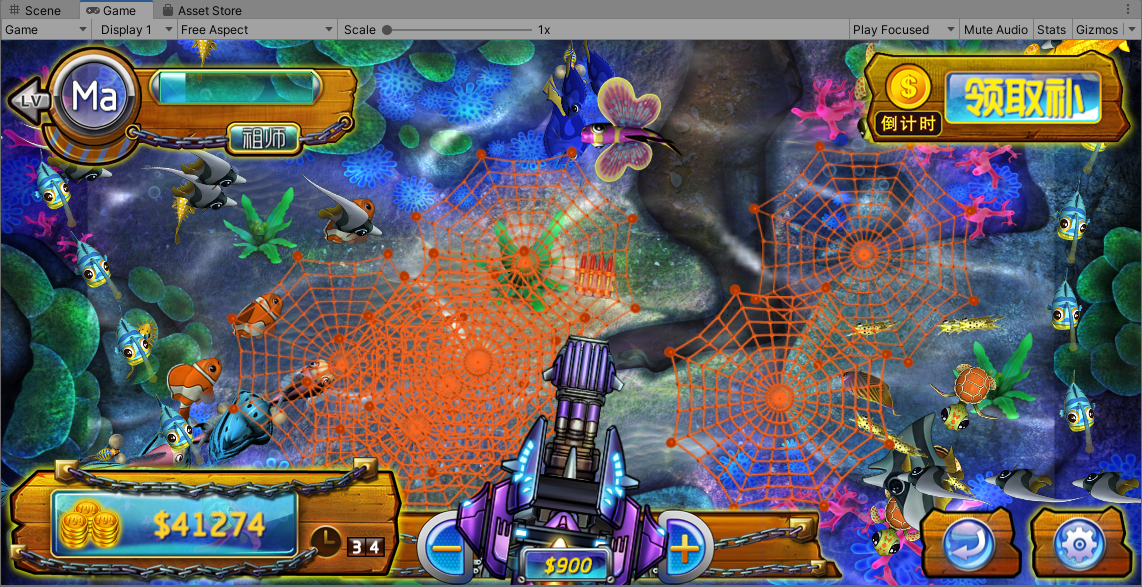 Scene
Game
Asset Store
Game
Display 1
Free Aspect
Scale
1x
Play Focused
Mute Audio
Stats
Gizmos
LV
Ma
祖师
$
领取补
倒计时
$41274
34
$900